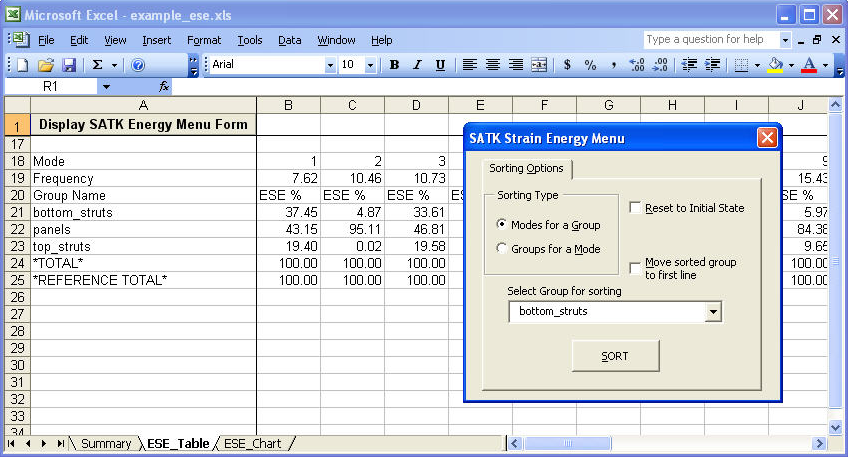 Microsoft Excel - example_ese.xls
File Edit View Insert Format Tools Data Window Help
Type a question for help
Σ Arial 10 B I U $ %
R1 fx
A B C D E F G H I J
1 Display SATK Energy Menu Form
17
18 Mode 1 2 3 9
19 Frequency 7.62 10.46 10.73 15.43
20 Group Name ESE % ESE % ESE % ESE %
21 bottom_struts 37.45 4.87 33.61 5.97
22 panels 43.15 95.11 46.81 84.38
23 top_struts 19.40 0.02 19.58 9.65
24 *TOTAL* 100.00 100.00 100.00 100.00
25 *REFERENCE TOTAL* 100.00 100.00 100.00 100.00
26
27
28
29
30
31
32
33
34
SATK Strain Energy Menu
Sorting Options
Sorting Type
Modes for a Group
Groups for a Mode
Reset to Initial State
Move sorted group
to first line
Select Group for sorting
bottom_struts
SORT
Summary ESE_Table ESE_Chart